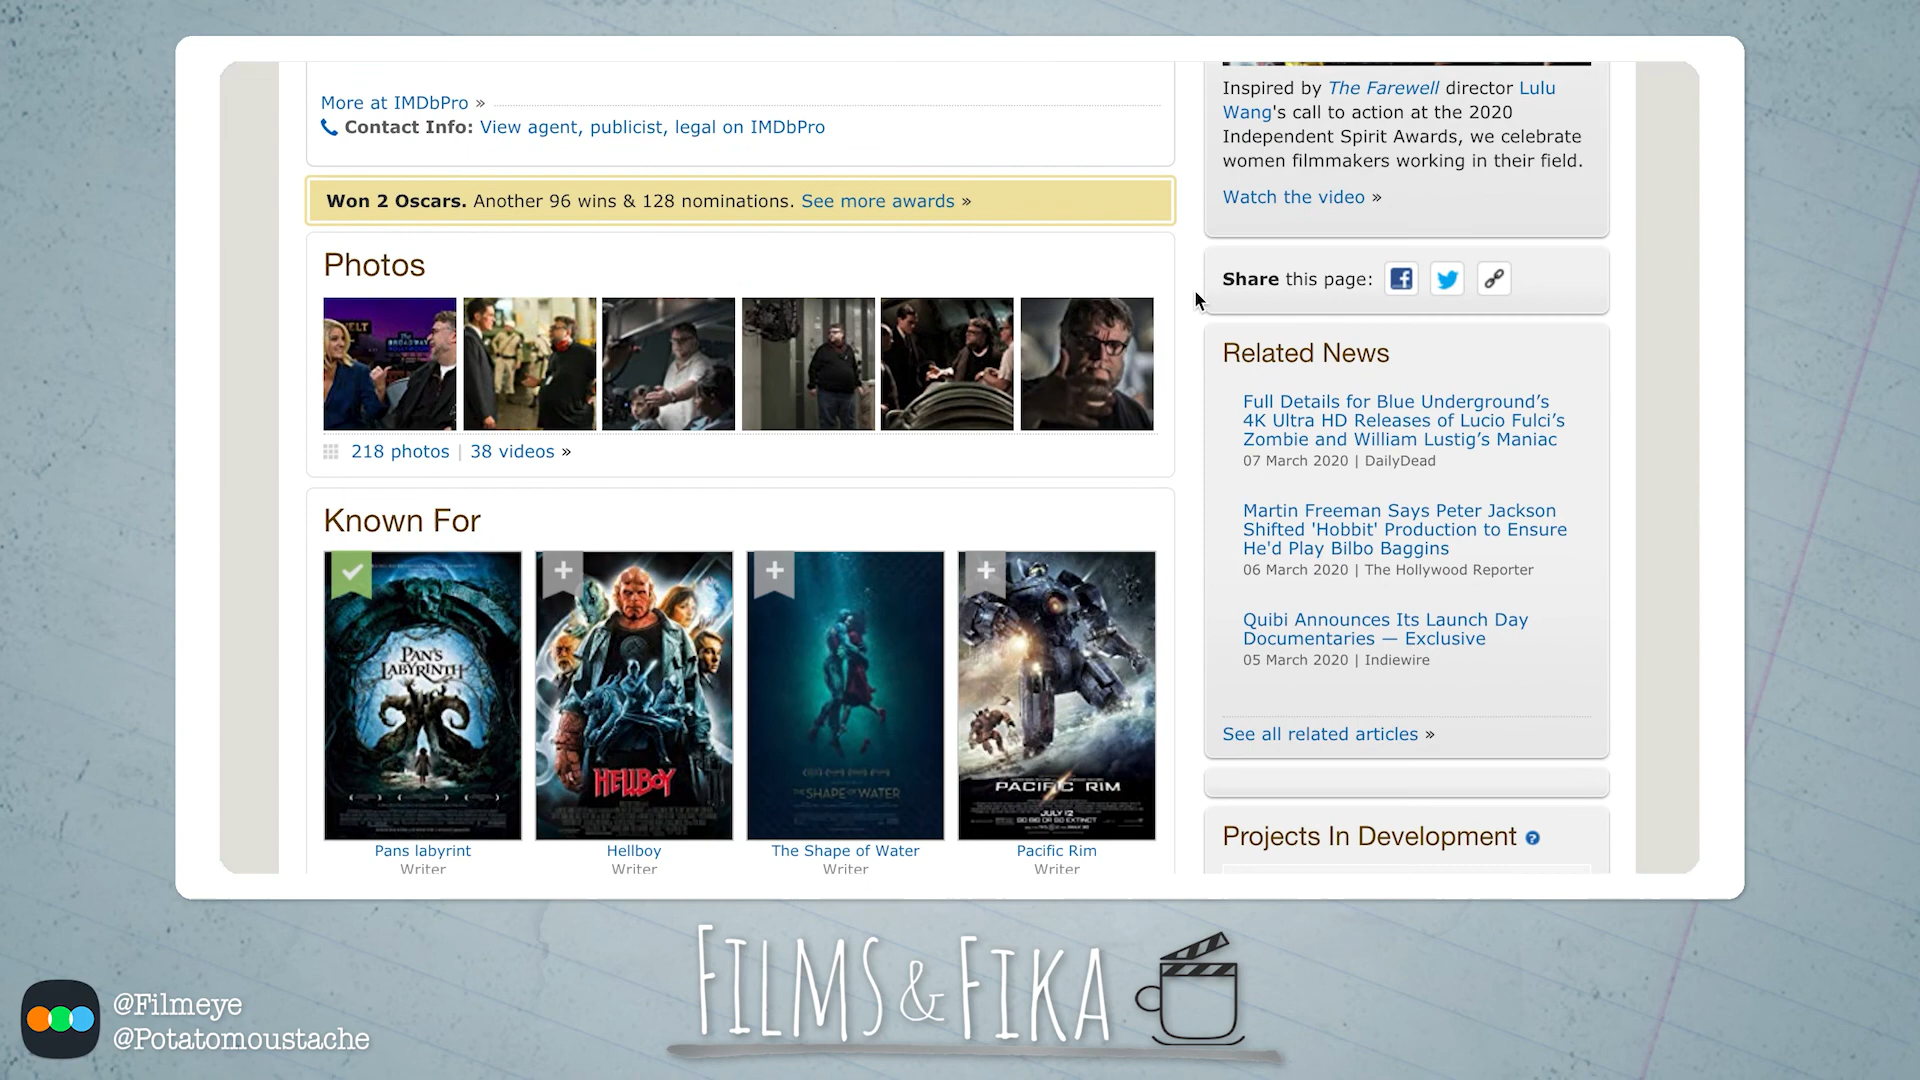 More at IMDbPro »
Contact Info: View agent, publicist, legal on IMDbPro
Won 2 Oscars. Another 96 wins & 128 nominations. See more awards »
Photos
218 photos | 38 videos »
Known For
PAN'S
LABYRINTH
HELLBOY
THE SHAPE OF WATER
PACIFIC RIM
JULY 12
GO BIG OR GO EXTINCT
Pans labyrint
Writer
Hellboy
Writer
The Shape of Water
Writer
Pacific Rim
Writer
Inspired by The Farewell director Lulu
Wang's call to action at the 2020
Independent Spirit Awards, we celebrate
women filmmakers working in their field.
Watch the video »
Share this page:
Related News
Full Details for Blue Underground’s
4K Ultra HD Releases of Lucio Fulci’s
Zombie and William Lustig’s Maniac
07 March 2020 | DailyDead
Martin Freeman Says Peter Jackson
Shifted 'Hobbit' Production to Ensure
He'd Play Bilbo Baggins
06 March 2020 | The Hollywood Reporter
Quibi Announces Its Launch Day
Documentaries — Exclusive
05 March 2020 | Indiewire
See all related articles »
Projects In Development
FILMS & FIKA
@Filmeye
@Potatomoustache